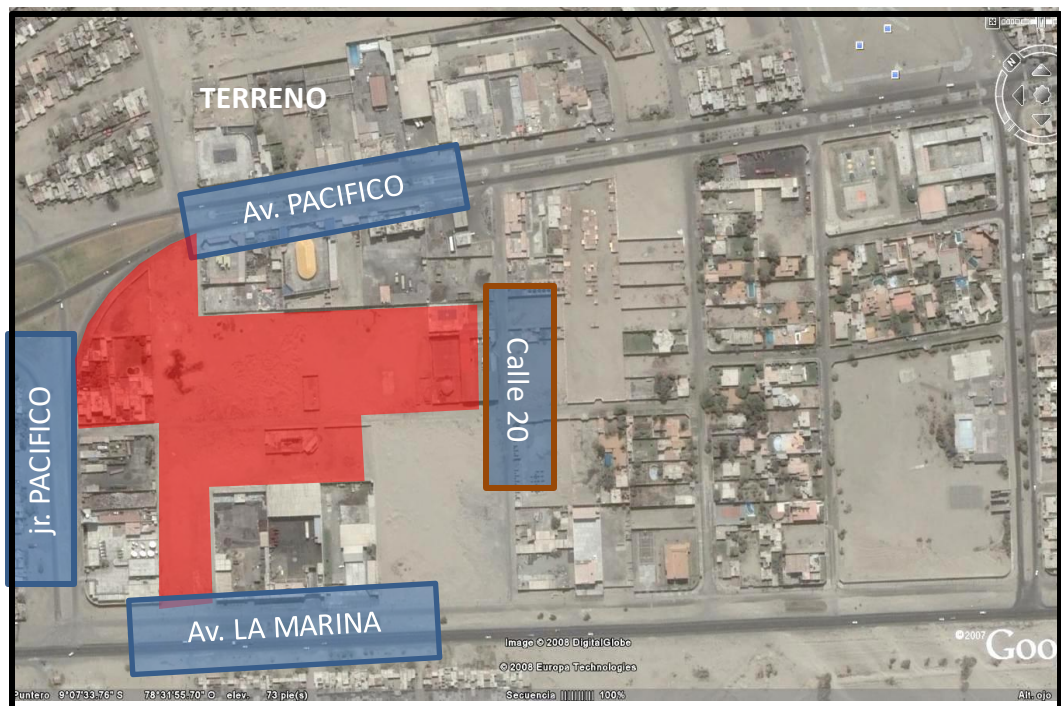 TERRENO
Av. PACIFICO
jr. PACIFICO
Calle 20
Av. LA MARINA
Image © 2008 DigitalGlobe
© 2008 Europa Technologies
©2007 Goo
Puntero 9°07'33.76" S 78°31'55.70" O elev. 73 pie(s) Secuencia 100% Alt. ojo
N